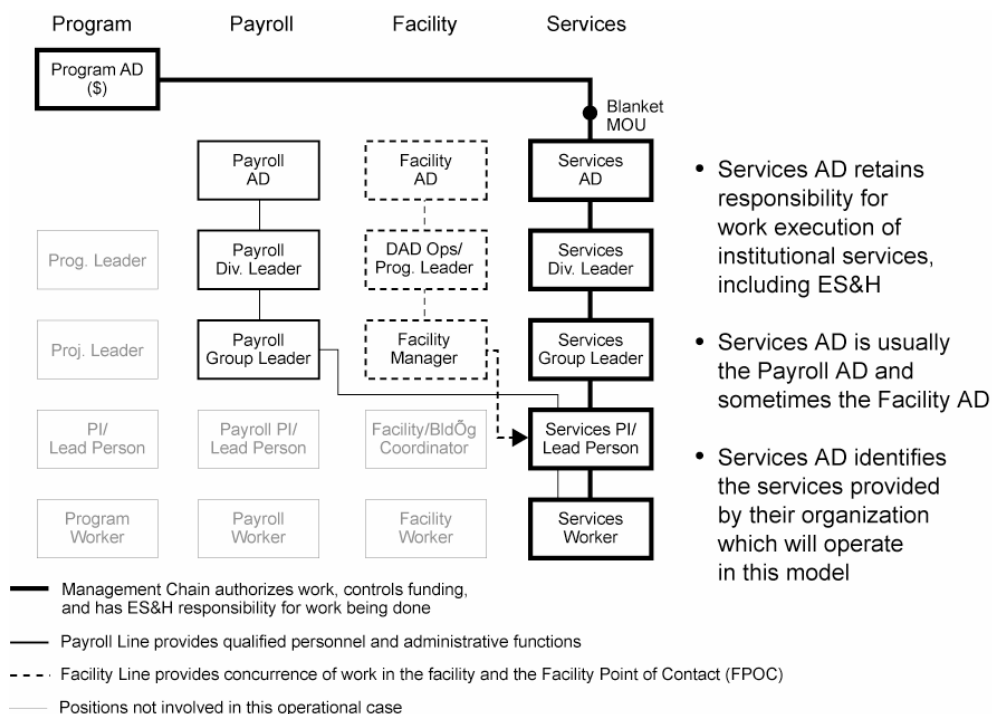 Program Payroll Facility Services
Program AD
($)
Blanket
MOU
Payroll
AD
Facility
AD
Services
AD
Prog. Leader
Payroll
Div. Leader
DAD Ops/
Prog. Leader
Services
Div. Leader
Proj. Leader
Payroll
Group Leader
Facility
Manager
Services
Group Leader
PI/
Lead Person
Payroll PI/
Lead Person
Facility/BldÕg
Coordinator
Services PI/
Lead Person
Program
Worker
Payroll
Worker
Facility
Worker
Services
Worker
• Services AD retains
responsibility for
work execution of
institutional services,
including ES&H
• Services AD is usually
the Payroll AD and
sometimes the Facility AD
• Services AD identifies
the services provided
by their organization
which will operate
in this model
Management Chain authorizes work, controls funding,
and has ES&H responsibility for work being done
Payroll Line provides qualified personnel and administrative functions
Facility Line provides concurrence of work in the facility and the Facility Point of Contact (FPOC)
Positions not involved in this operational case